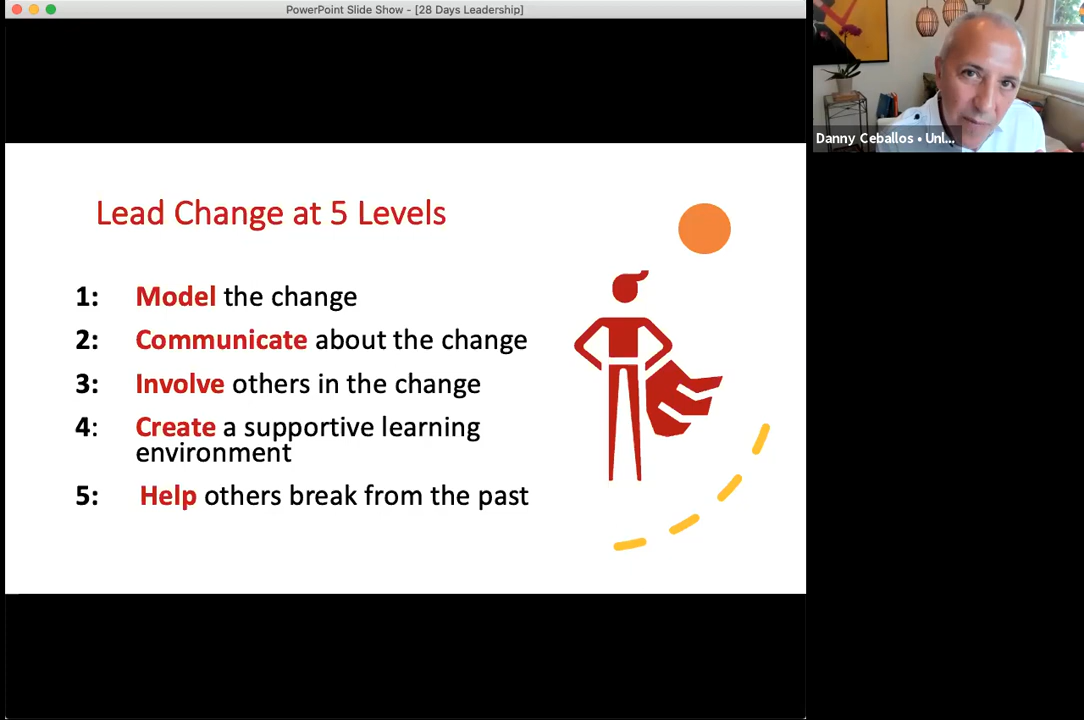 PowerPoint Slide Show - [28 Days Leadership]
Danny Ceballos • Unl...
Lead Change at 5 Levels
1: Model the change
2: Communicate about the change
3: Involve others in the change
4: Create a supportive learning
environment
5: Help others break from the past